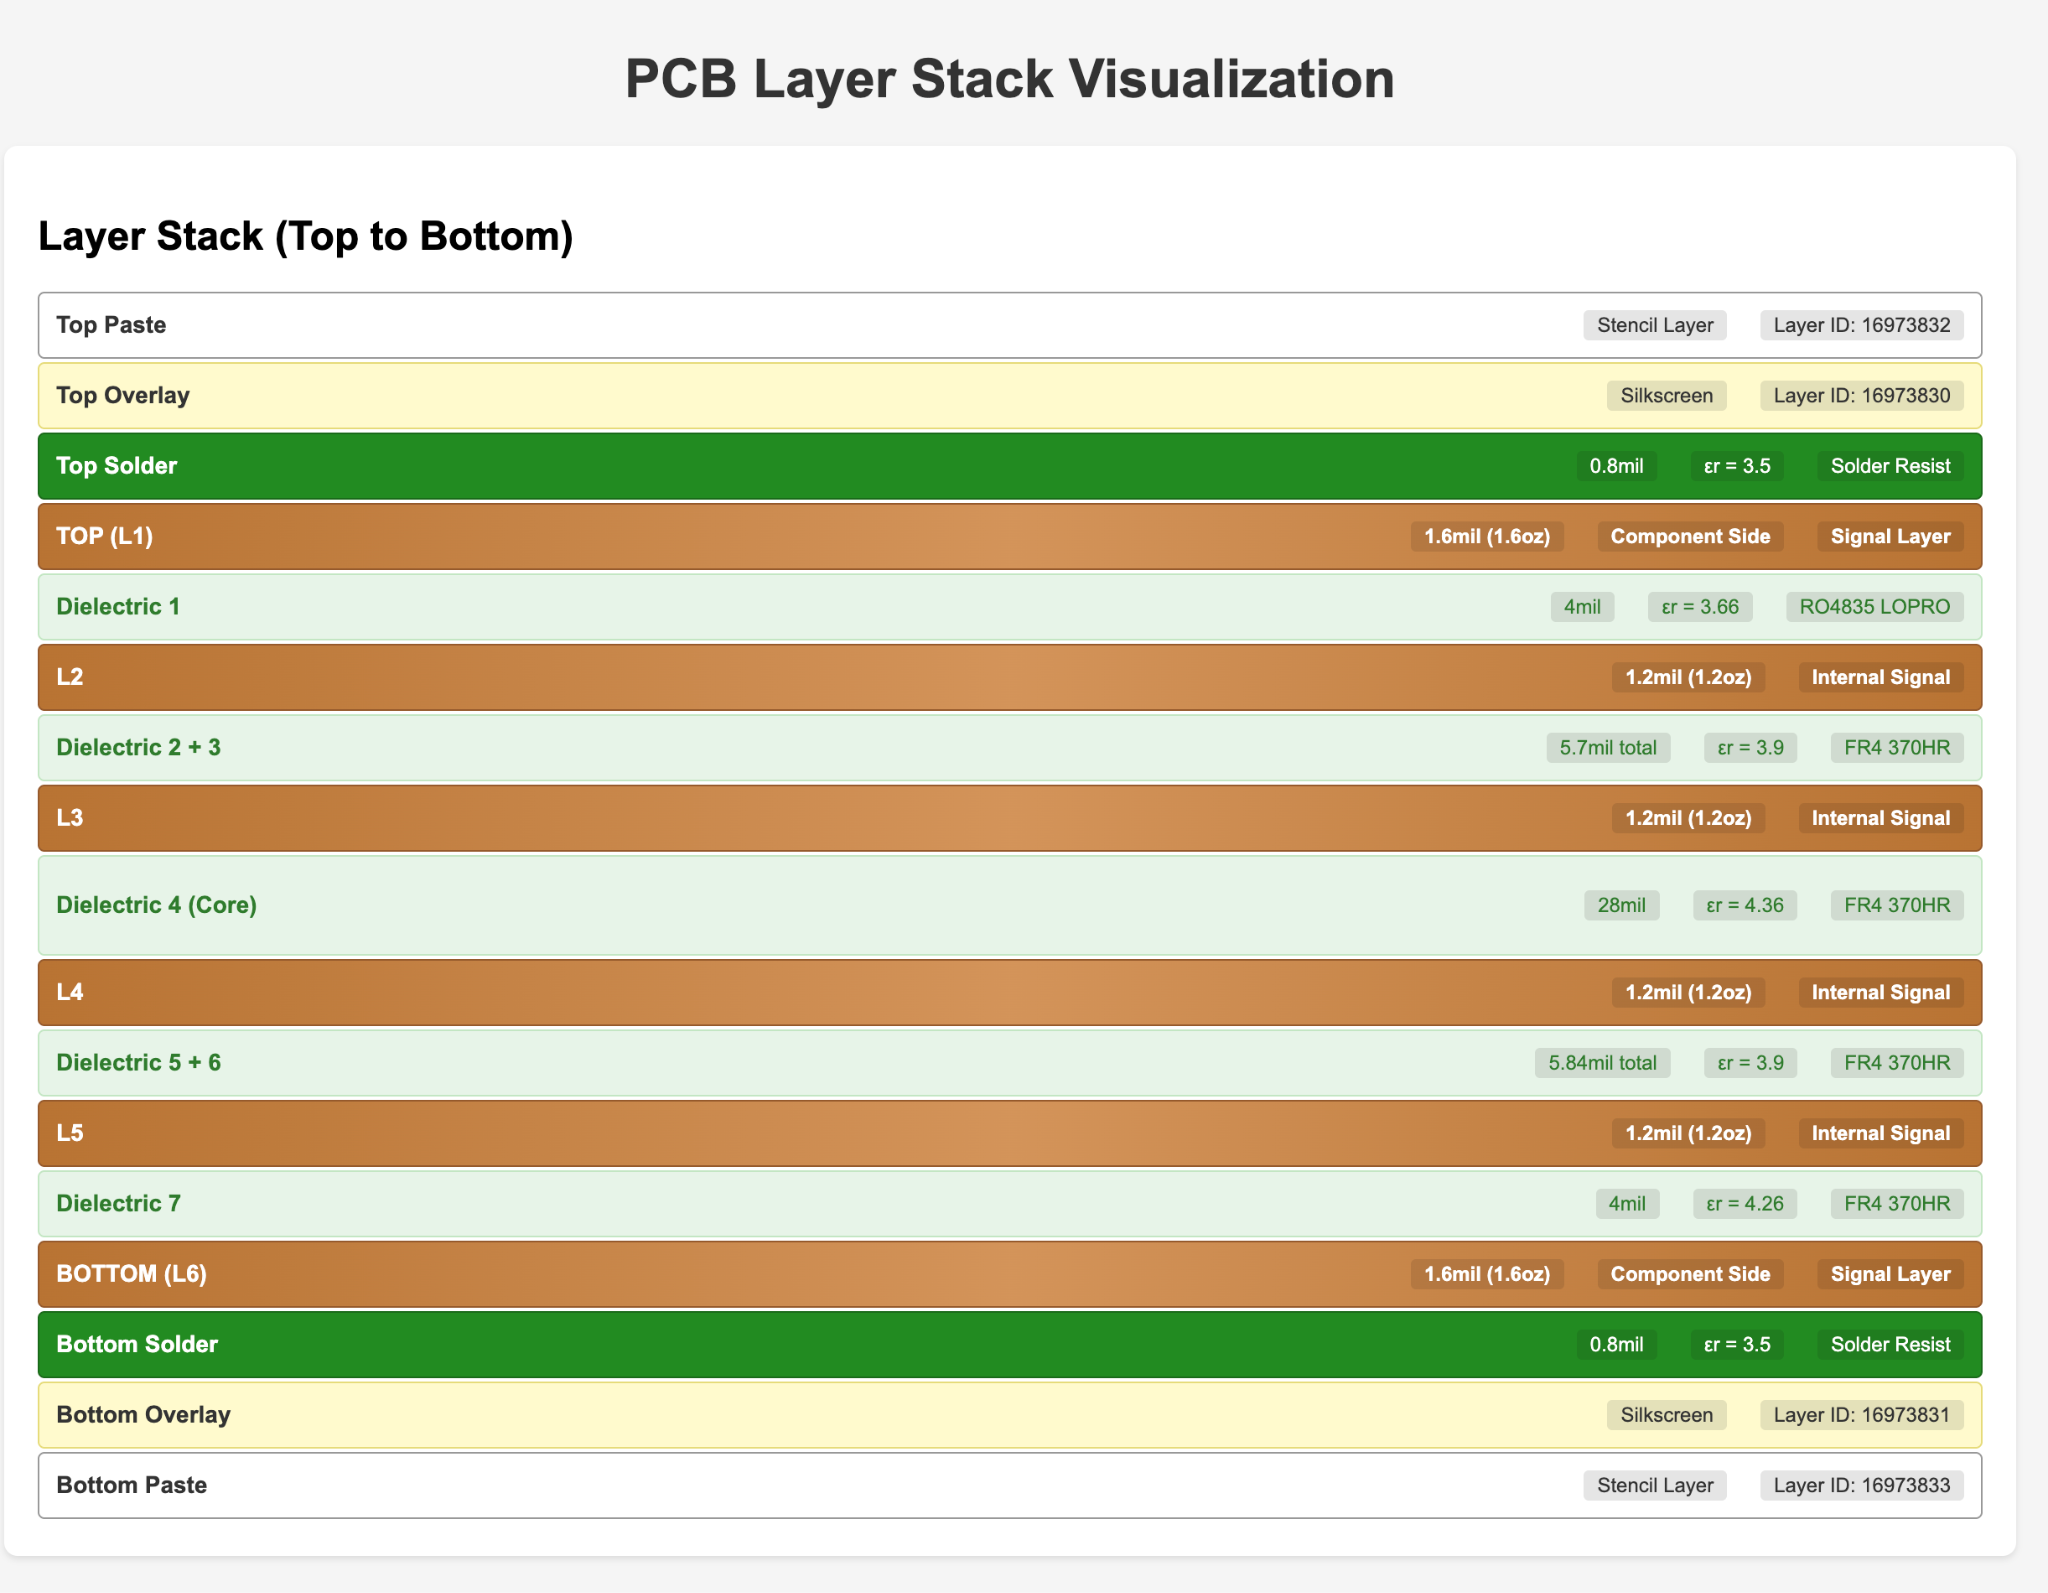 PCB Layer Stack Visualization
Layer Stack (Top to Bottom)
Top Paste Stencil Layer Layer ID: 16973832
Top Overlay Silkscreen Layer ID: 16973830
Top Solder 0.8mil εr = 3.5 Solder Resist
TOP (L1) 1.6mil (1.6oz) Component Side Signal Layer
Dielectric 1 4mil εr = 3.66 RO4835 LOPRO
L2 1.2mil (1.2oz) Internal Signal
Dielectric 2 + 3 5.7mil total εr = 3.9 FR4 370HR
L3 1.2mil (1.2oz) Internal Signal
Dielectric 4 (Core) 28mil εr = 4.36 FR4 370HR
L4 1.2mil (1.2oz) Internal Signal
Dielectric 5 + 6 5.84mil total εr = 3.9 FR4 370HR
L5 1.2mil (1.2oz) Internal Signal
Dielectric 7 4mil εr = 4.26 FR4 370HR
BOTTOM (L6) 1.6mil (1.6oz) Component Side Signal Layer
Bottom Solder 0.8mil εr = 3.5 Solder Resist
Bottom Overlay Silkscreen Layer ID: 16973831
Bottom Paste Stencil Layer Layer ID: 16973833